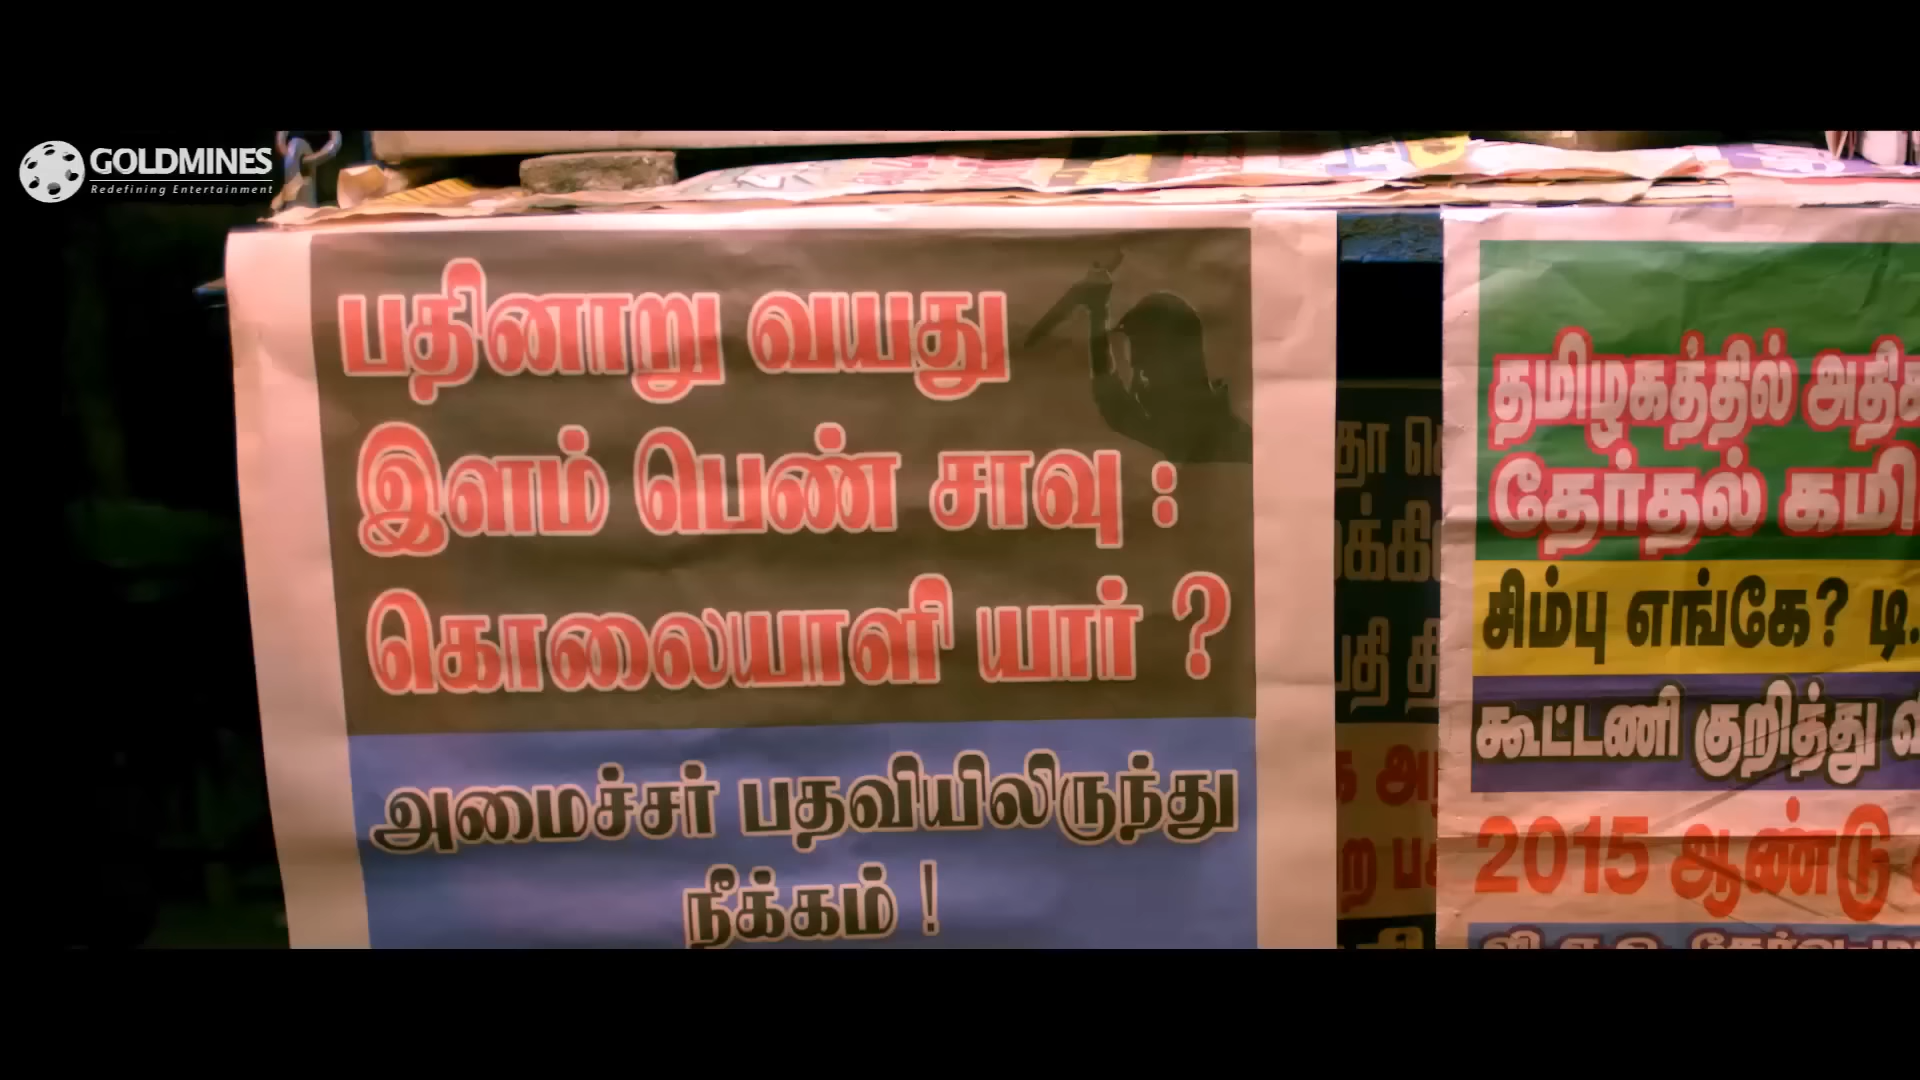 GOLDMINES
Redefining Entertainment
பதினாறு வயது
இளம் பெண் சாவு :
கொலையாளி யார் ?
அமைச்சர் பதவியிலிருந்து
நீக்கம் !
தமிழகத்தில்
தேர்தல்
சிம்பு எங்கே? டி.
கூட்டணி குறித்து
2015 ஆண்டு